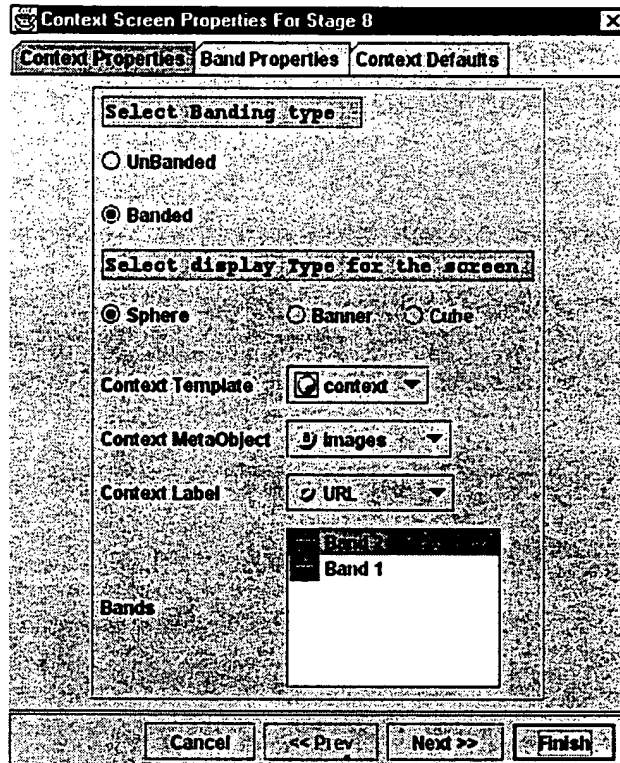 Context Screen Properties For Stage 8
Context Properties Band Properties Context Defaults
Select Banding type
UnBanded
Banded
Select display Type for the screen
Sphere Banner Cube
Context Template context
Context MetaObject Images
Context Label URL
Band 2
Band 1
Bands
Cancel << Prev Next >> Finish